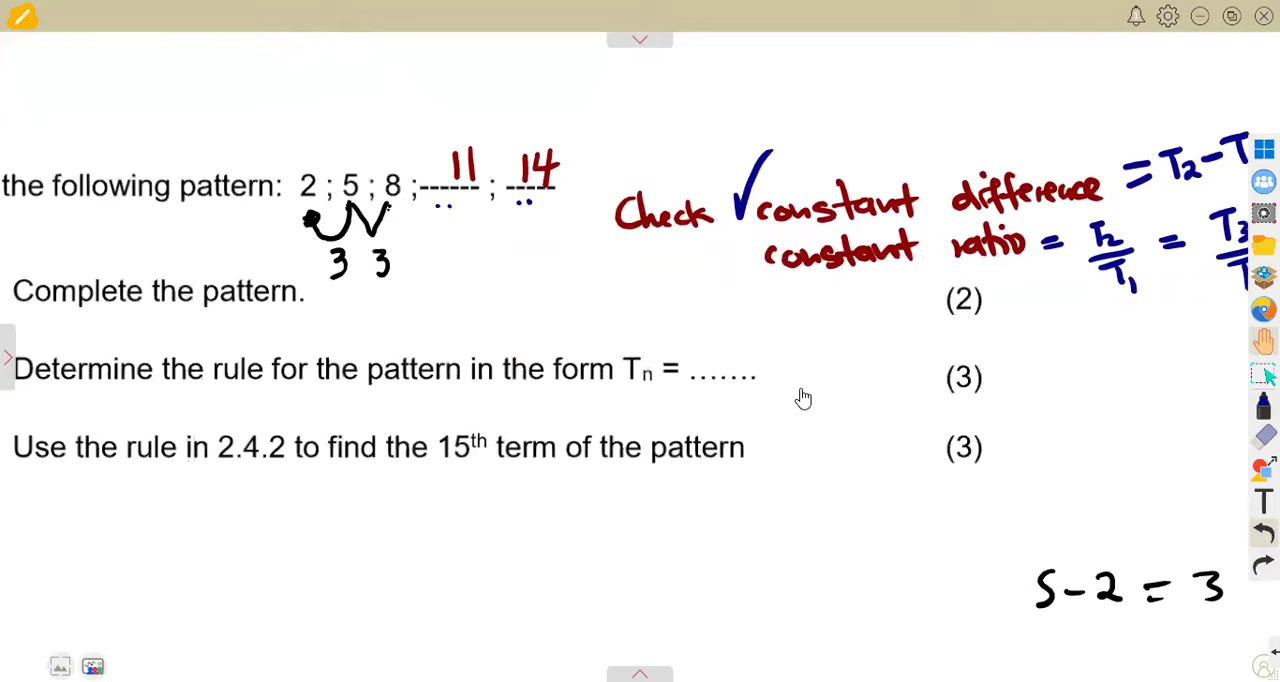 the following pattern: 2 ; 5 ; 8 ; ------ 11 ; ----- 14
3 3
Check ✓ constant difference = T₂ - T
constant ratio = T₂/T₁ = T₃/T
Complete the pattern. (2)
Determine the rule for the pattern in the form Tₙ = ....... (3)
Use the rule in 2.4.2 to find the 15ᵗʰ term of the pattern (3)
5 - 2 = 3
T